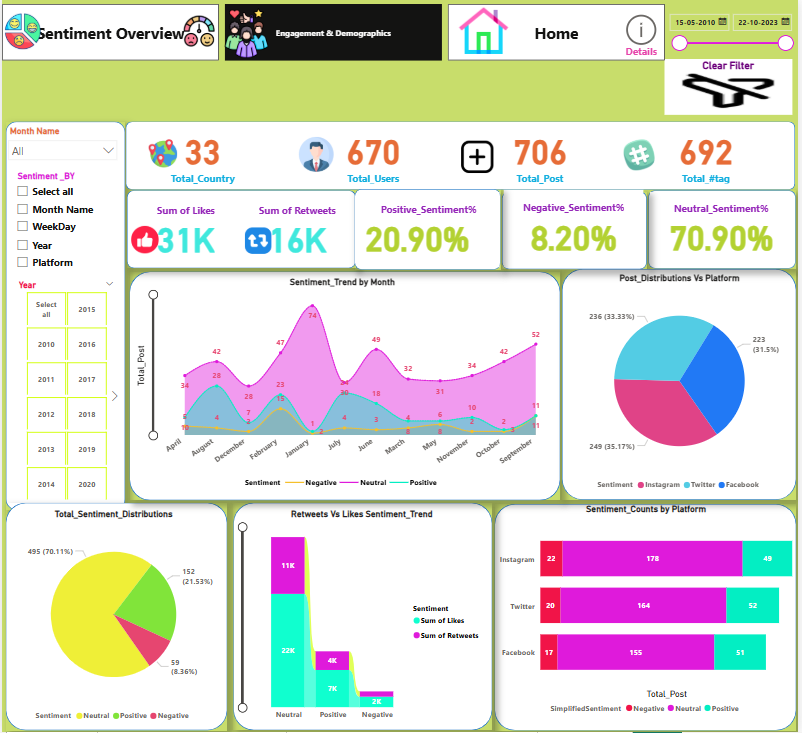 Sentiment Overview
Engagement & Demographics
Home
Details
15-05-2010
22-10-2023
Clear Filter
Month Name
All
Sentiment _BY
Select all
Month Name
WeekDay
Year
Platform
Year
Select all
2015
2010
2016
2011
2017
2012
2018
2013
2019
2014
2020
33
Total_Country
670
Total_Users
706
Total_Post
692
Total_#tag
Sum of Likes
31K
Sum of Retweets
16K
Positive_Sentiment%
20.90%
Negative_Sentiment%
8.20%
Neutral_Sentiment%
70.90%
Sentiment_Trend by Month
Total_Post
34
42
28
47
74
49
32
31
34
42
52
28
7
23
1
30
18
4
6
10
2
11
10
4
2
15
4
3
8
2
11
April
August
December
February
January
July
June
March
May
November
October
September
Sentiment
Negative
Neutral
Positive
Post_Distributions Vs Platform
236 (33.33%)
223
(31.5%)
249 (35.17%)
Sentiment
Instagram
Twitter
Facebook
Total_Sentiment_Distributions
495 (70.11%)
152
(21.53%)
59
(8.36%)
Sentiment
Neutral
Positive
Negative
Retweets Vs Likes Sentiment_Trend
11K
22K
4K
7K
2K
Neutral
Positive
Negative
Sentiment
Sum of Likes
Sum of Retweets
Sentiment_Counts by Platform
Instagram
22
178
49
Twitter
20
164
52
Facebook
17
155
51
Total_Post
SimplifiedSentiment
Negative
Neutral
Positive